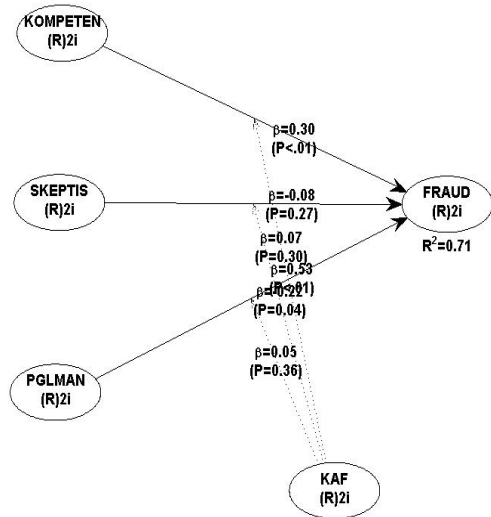 KOMPETEN
(R)2i
β=0.30
(P<.01)
SKEPTIS
(R)2i
β=-0.08
(P=0.27)
FRAUD
(R)2i
R²=0.71
β=0.07
(P=0.30)
β=0.53
(P<.01)
β=-0.22
(P=0.04)
β=0.05
(P=0.36)
PGLMAN
(R)2i
KAF
(R)2i